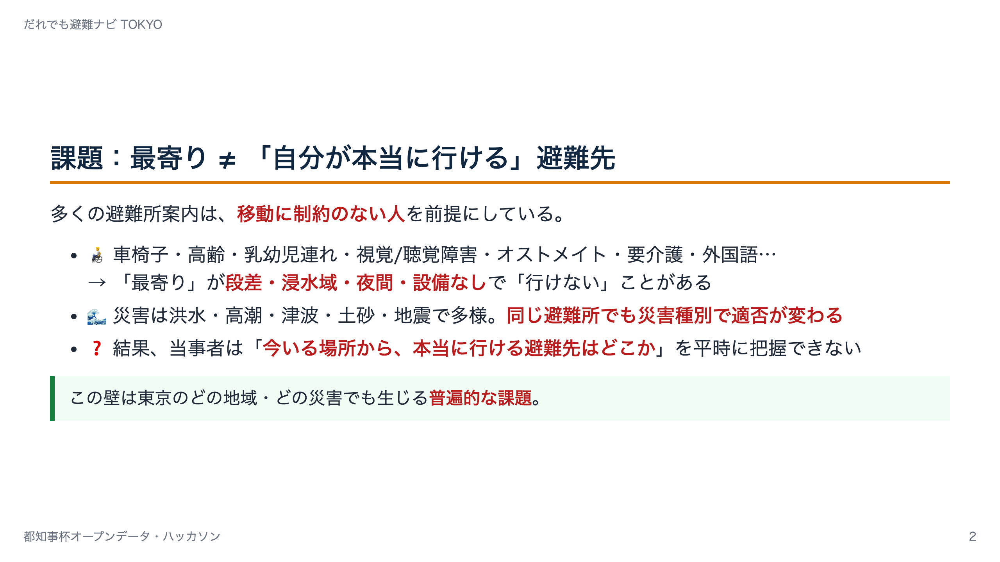 だれでも避難ナビ TOKYO
課題：最寄り ≠ 「自分が本当に行ける」避難先
多くの避難所案内は、移動に制約のない人を前提にしている。
• 🧑‍🦽 車椅子・高齢・乳幼児連れ・視覚/聴覚障害・オストメイト・要介護・外国語…
→ 「最寄り」が段差・浸水域・夜間・設備なしで「行けない」ことがある
• 🌊 災害は洪水・高潮・津波・土砂・地震で多様。同じ避難所でも災害種別で適否が変わる
• ❓ 結果、当事者は「今いる場所から、本当に行ける避難先はどこか」を平時に把握できない
この壁は東京のどの地域・どの災害でも生じる普遍的な課題。
都知事杯オープンデータ・ハッカソン
2